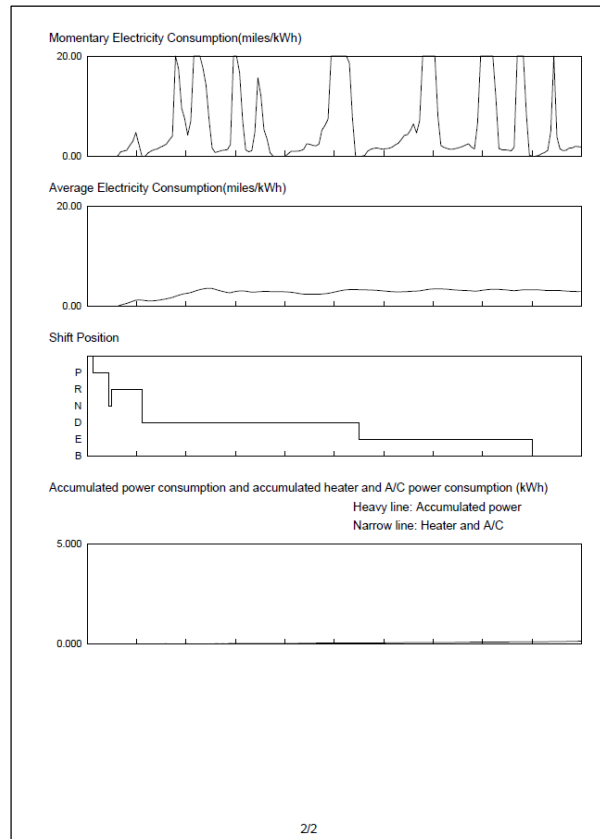 Momentary Electricity Consumption(miles/kWh)
20.00
0.00
Average Electricity Consumption(miles/kWh)
20.00
0.00
Shift Position
P
R
N
D
E
B
Accumulated power consumption and accumulated heater and A/C power consumption (kWh)
Heavy line: Accumulated power
Narrow line: Heater and A/C
5.000
0.000
2/2